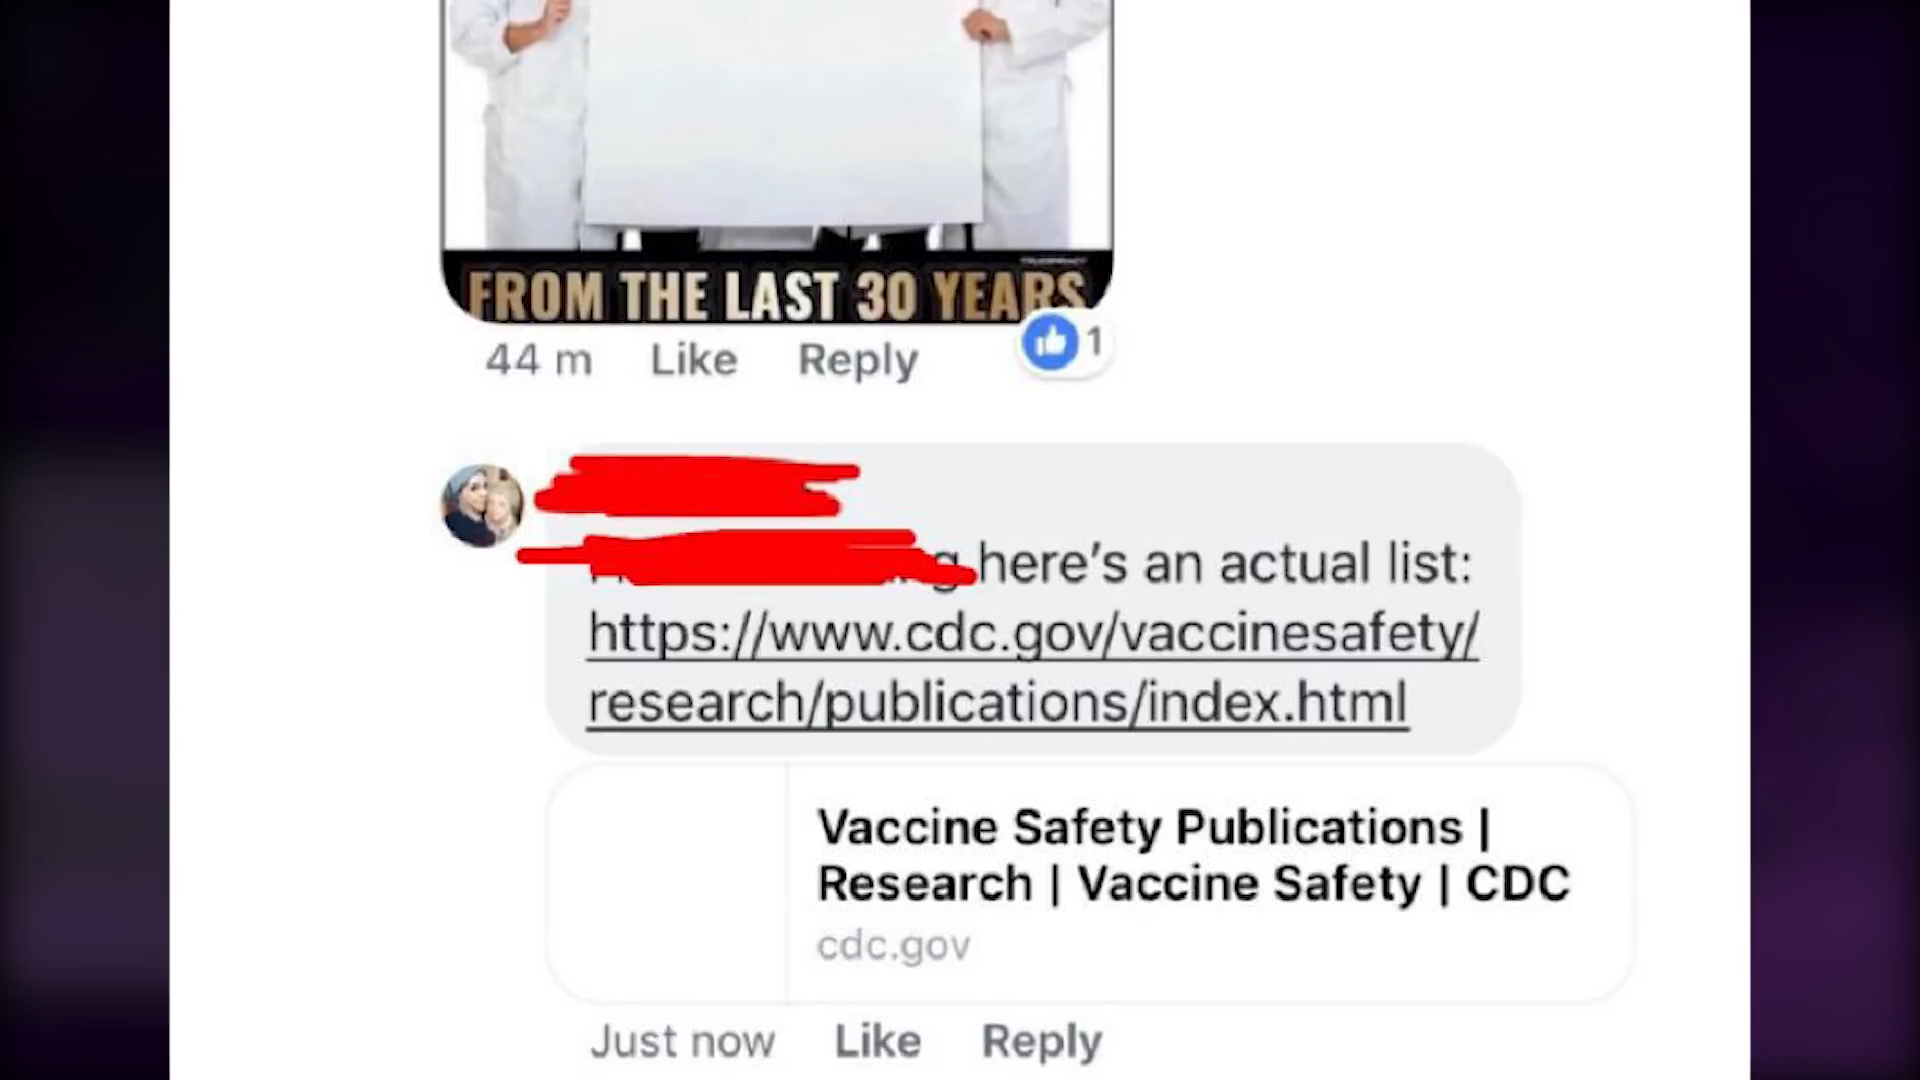 FROM THE LAST 30 YEARS
44 m Like Reply 1
here's an actual list:
https://www.cdc.gov/vaccinesafety/
research/publications/index.html
Vaccine Safety Publications |
Research | Vaccine Safety | CDC
cdc.gov
Just now Like Reply